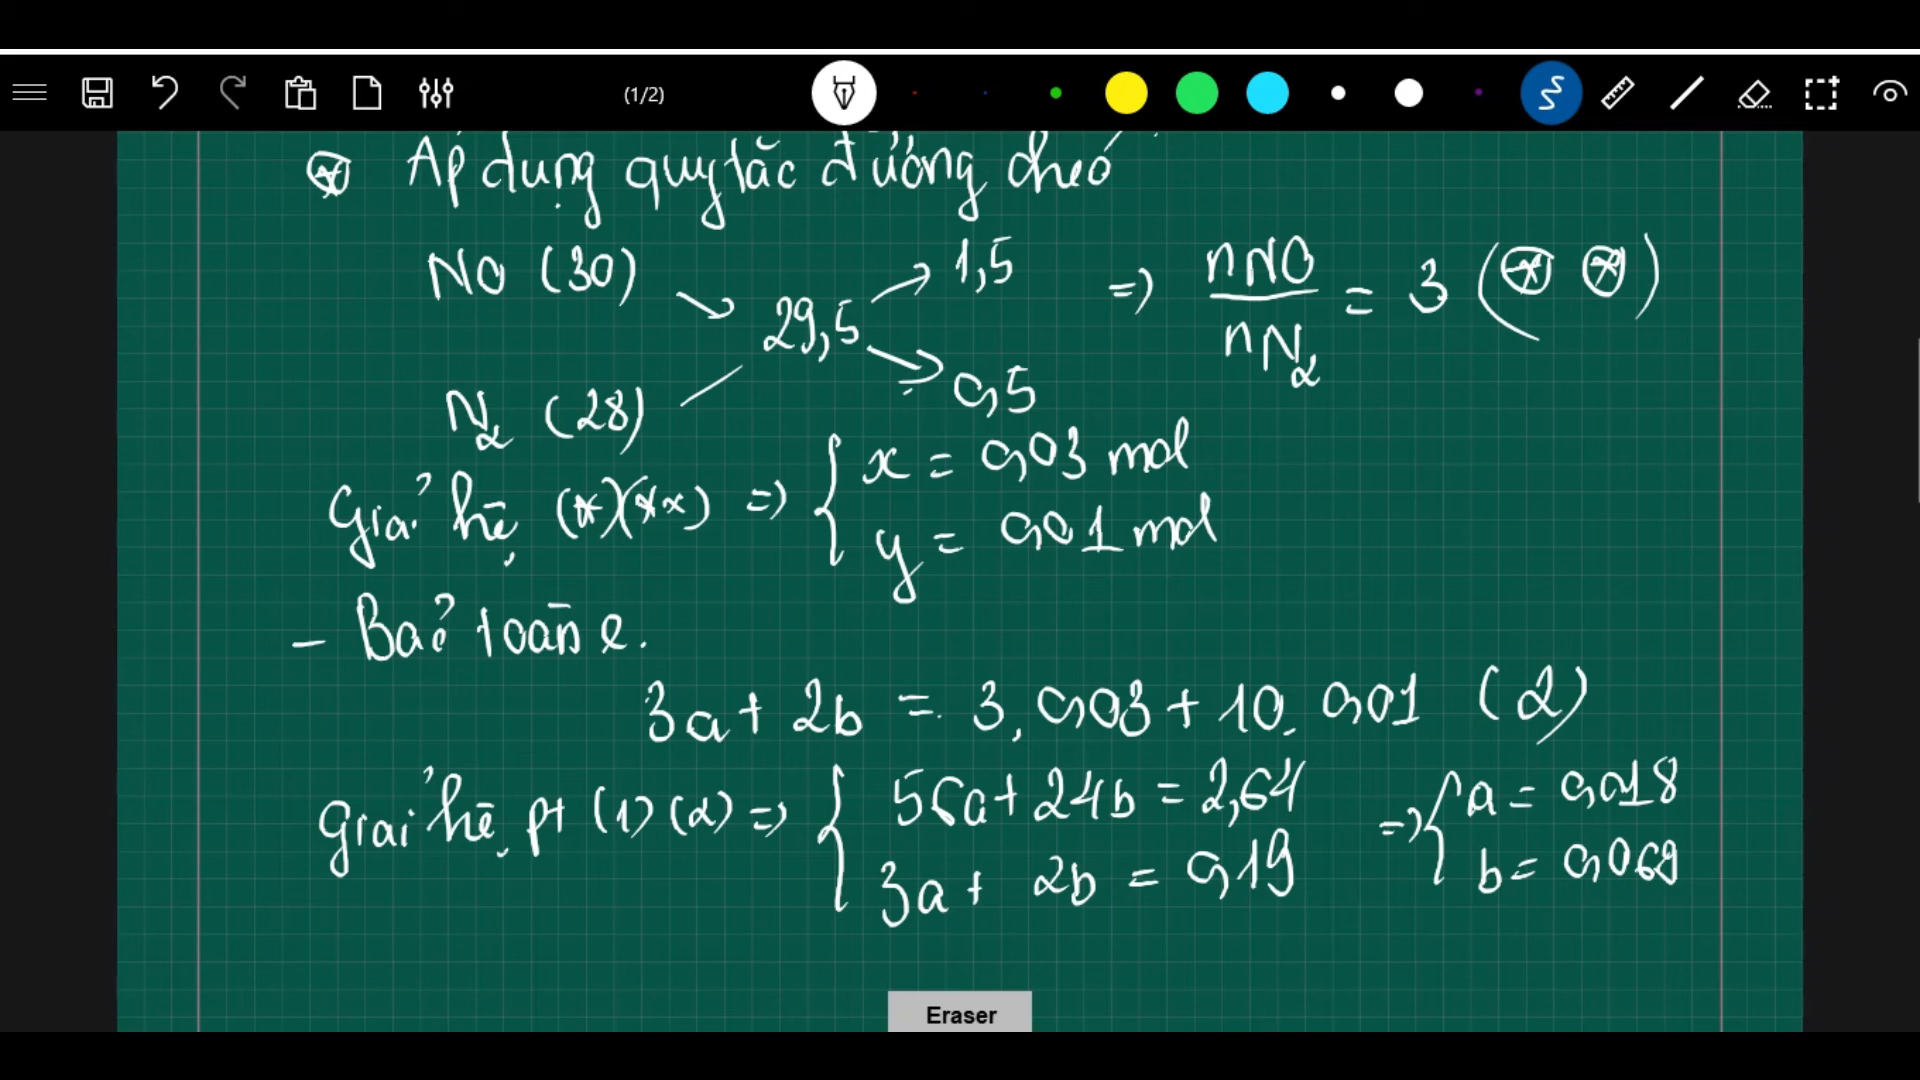 (1/2)
⊛ Áp dụng quy tắc đường chéo
NO (30) 1,5 => nNO / nN2 = 3 (⊛ ⊛)
29,5
N2 (28) 0,5
Giải hệ (*)(**) => { x = 0,03 mol
y = 0,01 mol
- Bảo toàn e.
3a + 2b = 3.0,03 + 10.0,01 (2)
Giải hệ pt (1) (2) => { 56a + 24b = 2,64 => { a = 0,018
3a + 2b = 0,19 b = 0,068
Eraser